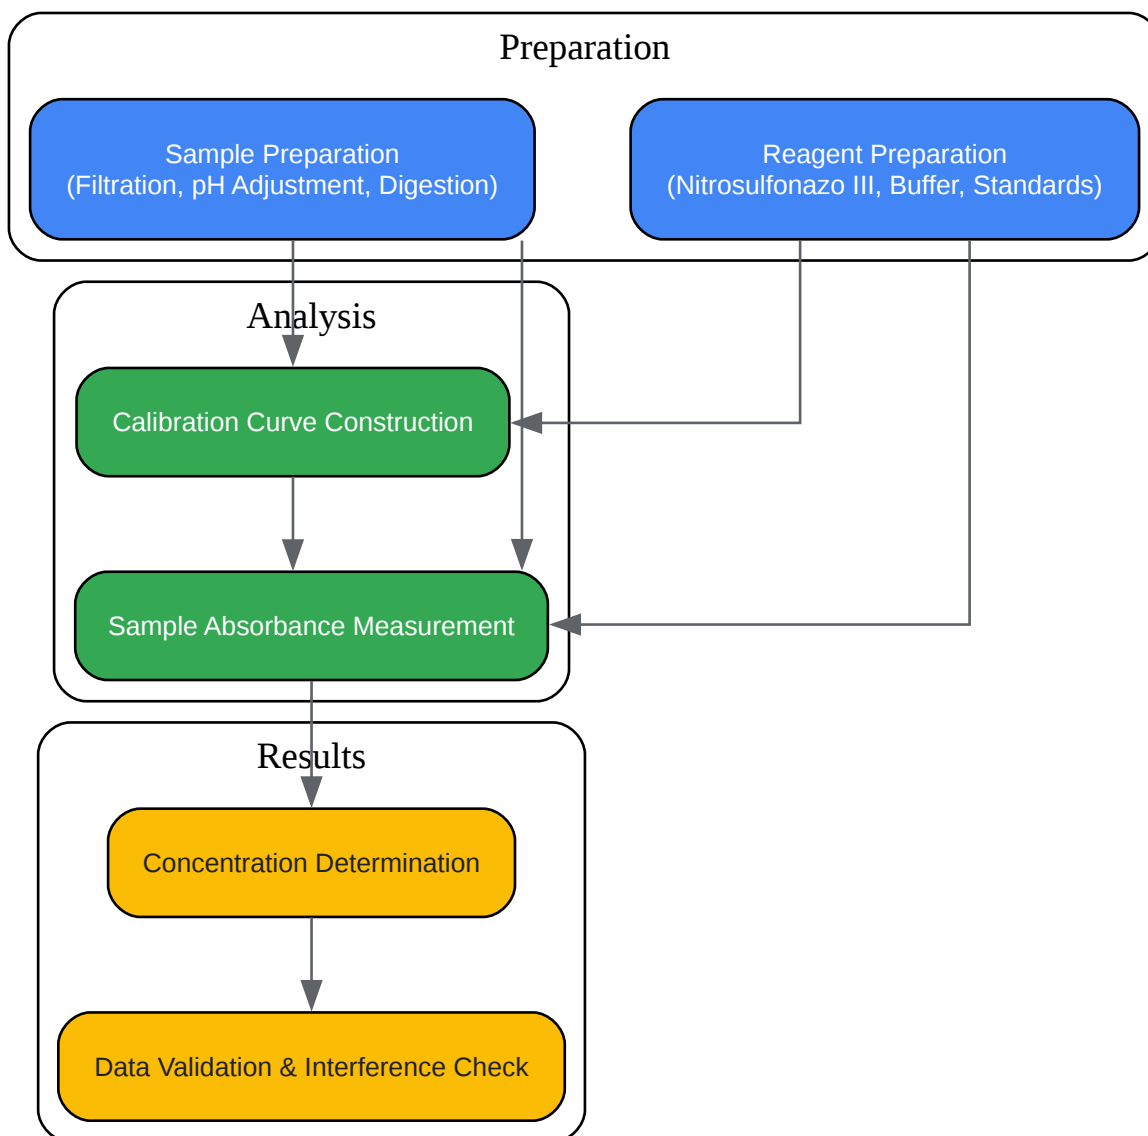 Preparation
Sample Preparation
(Filtration, pH Adjustment, Digestion)
Reagent Preparation
(Nitrosulfonazo III, Buffer, Standards)
Analysis
Calibration Curve Construction
Sample Absorbance Measurement
Results
Concentration Determination
Data Validation & Interference Check